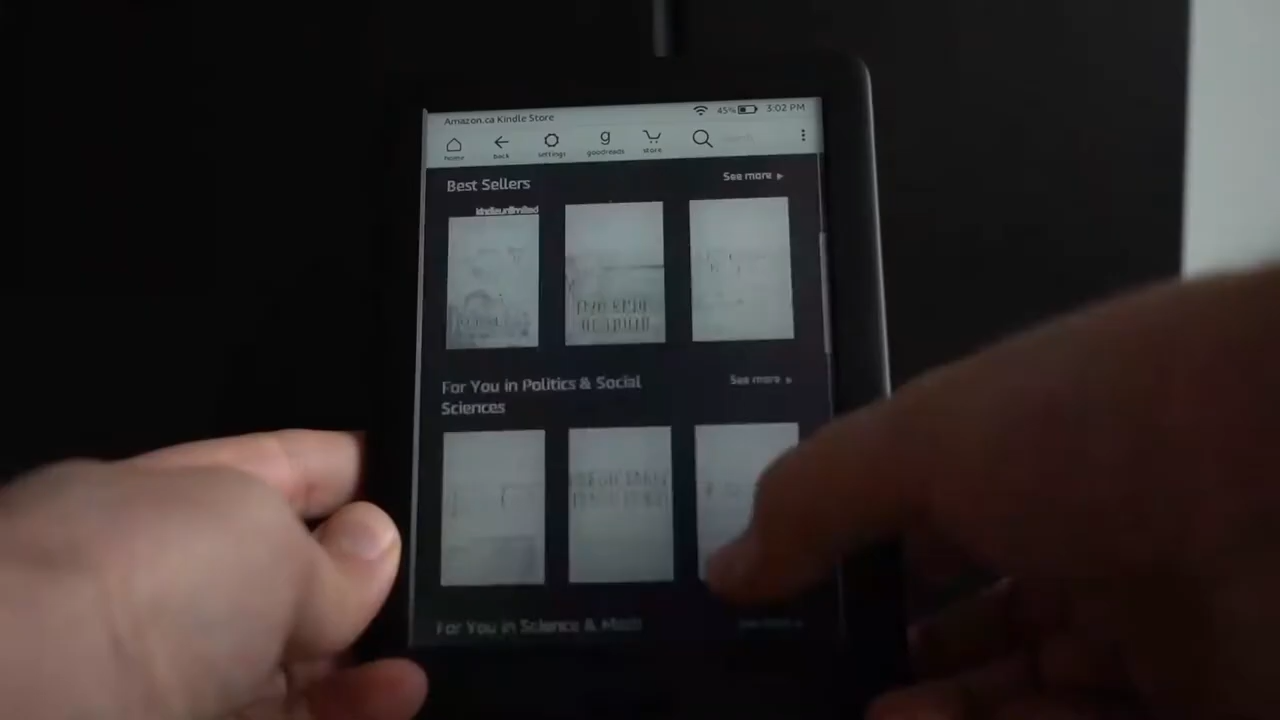 Amazon.ca Kindle Store 45% 3:02 PM
home back settings goodreads store
Best Sellers See more
kindleunlimited
For You in Politics & Social See more
Sciences
For You in Science & Math